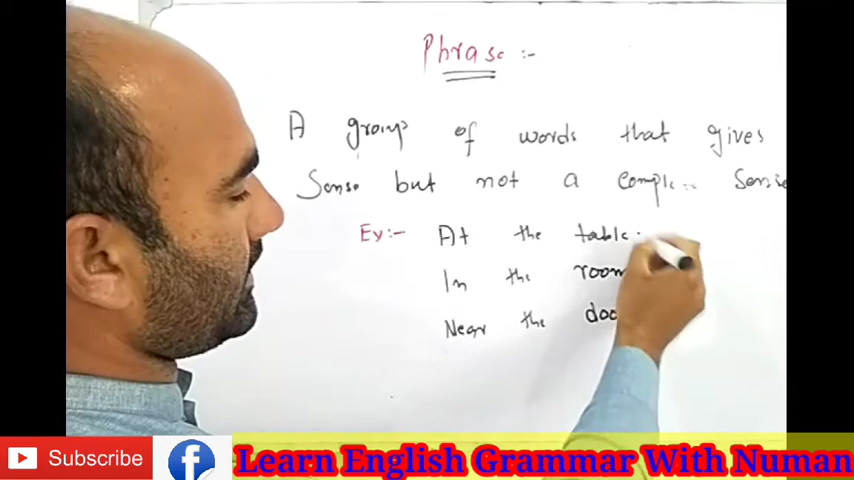 Phrase :-
A group of words that gives
Sense but not a Sense
Ex:- At the table.
In the room
Near the
Subscribe
f
Learn English Grammar With Numan